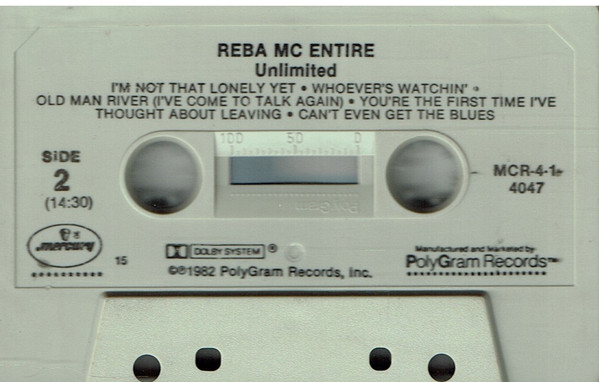 REBA MC ENTIRE
Unlimited
I'M NOT THAT LONELY YET • WHOEVER'S WATCHIN' •
OLD MAN RIVER (I'VE COME TO TALK AGAIN) • YOU'RE THE FIRST TIME I'VE
THOUGHT ABOUT LEAVING • CAN'T EVEN GET THE BLUES
100 50 0
SIDE
2
(14:30)
MCR-4-1-
4047
PolyGram
mercury
15
DOLBY SYSTEM ®
©℗1982 PolyGram Records, Inc.
Manufactured and Marketed by
PolyGram Records™